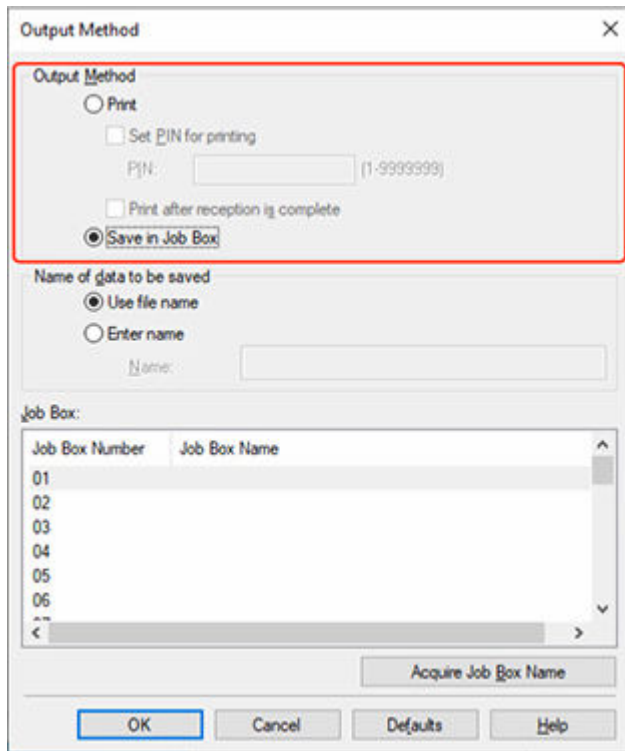 Output Method
Output Method
Print
Set PIN for printing
PIN: (1-9999999)
Print after reception is complete
Save in Job Box
Name of data to be saved
Use file name
Enter name
Name:
Job Box:
Job Box Number Job Box Name
01
02
03
04
05
06
Acquire Job Box Name
OK Cancel Defaults Help